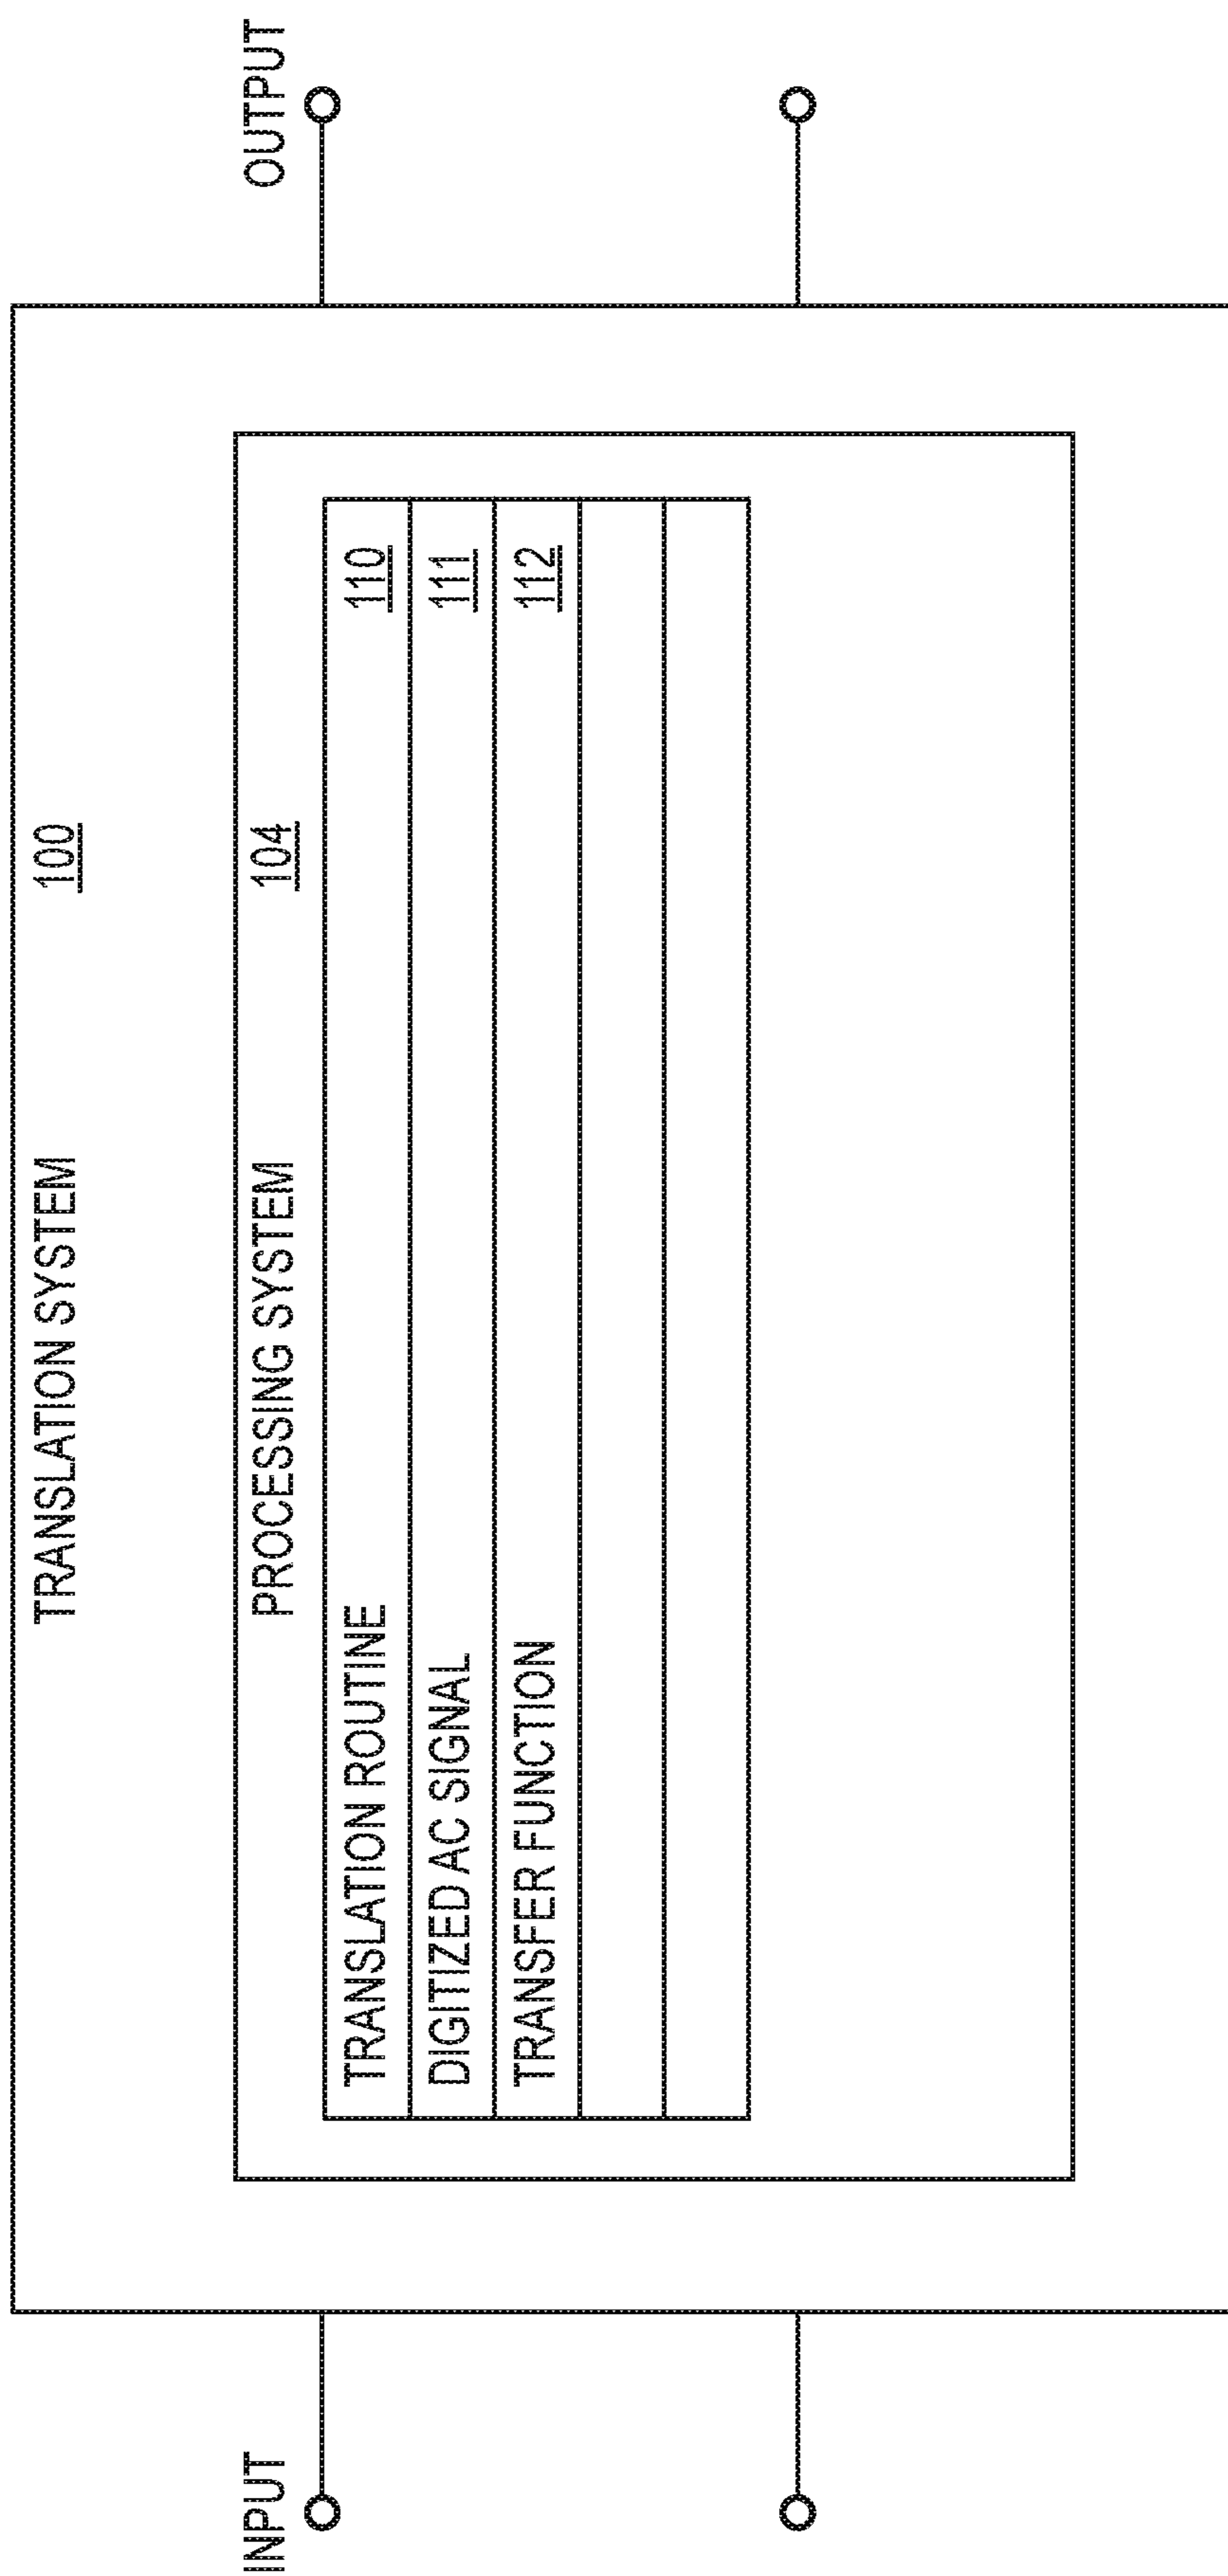 TRANSLATION SYSTEM 100
INPUT
OUTPUT
PROCESSING SYSTEM 104
TRANSLATION ROUTINE 110
DIGITIZED AC SIGNAL 111
TRANSFER FUNCTION 112